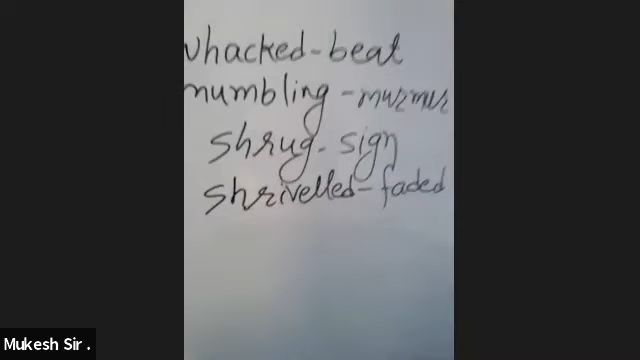 whacked-beat
mumbling - murmur
shrug- sign
shrivelled-faded
Mukesh Sir .